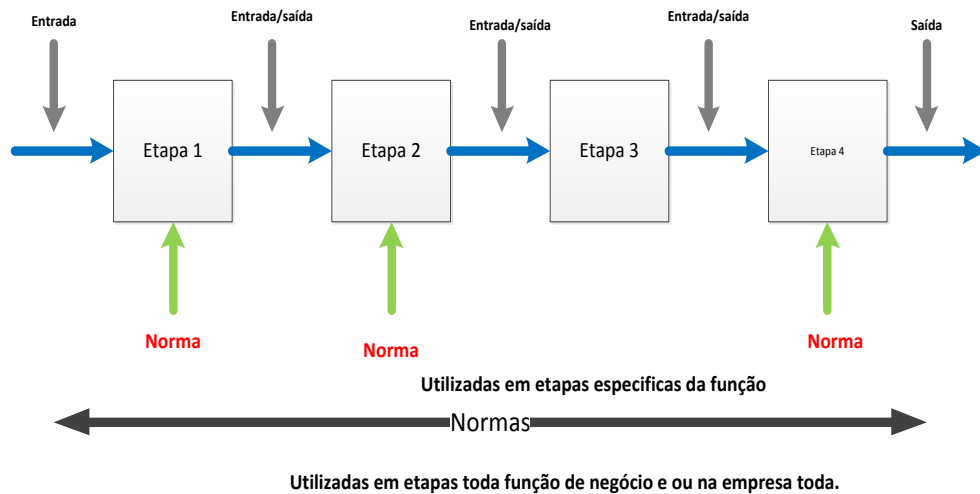 Entrada
Entrada/saída
Entrada/saída
Entrada/saída
Saída
Etapa 1
Etapa 2
Etapa 3
Etapa 4
Norma
Norma
Norma
Utilizadas em etapas especificas da função
Normas
Utilizadas em etapas toda função de negócio e ou na empresa toda.